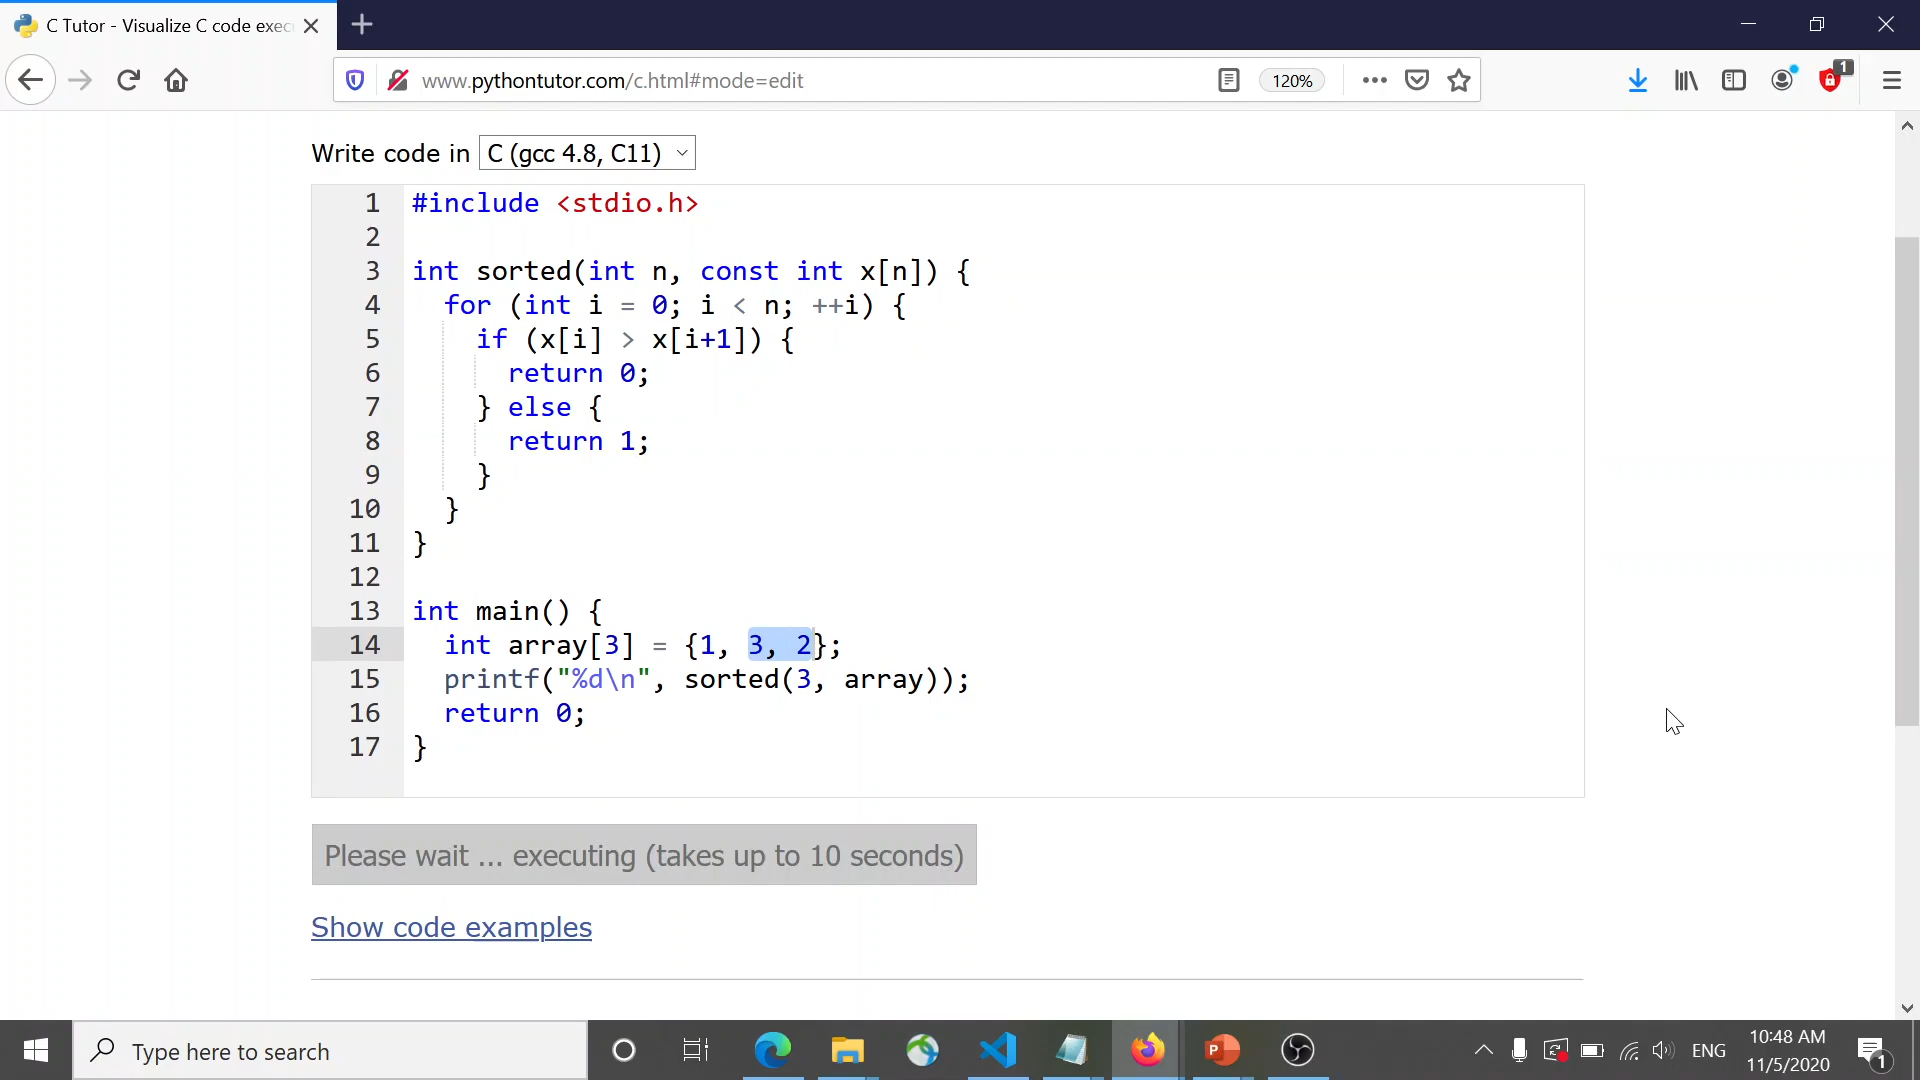 C Tutor - Visualize C code exec
www.pythontutor.com/c.html#mode=edit
120%
1
Write code in C (gcc 4.8, C11)
1 #include <stdio.h>
2
3 int sorted(int n, const int x[n]) {
4 for (int i = 0; i < n; ++i) {
5 if (x[i] > x[i+1]) {
6 return 0;
7 } else {
8 return 1;
9 }
10 }
11 }
12
13 int main() {
14 int array[3] = {1, 3, 2};
15 printf("%d\n", sorted(3, array));
16 return 0;
17 }
Please wait ... executing (takes up to 10 seconds)
Show code examples
Type here to search
P
ENG
10:48 AM
11/5/2020
1